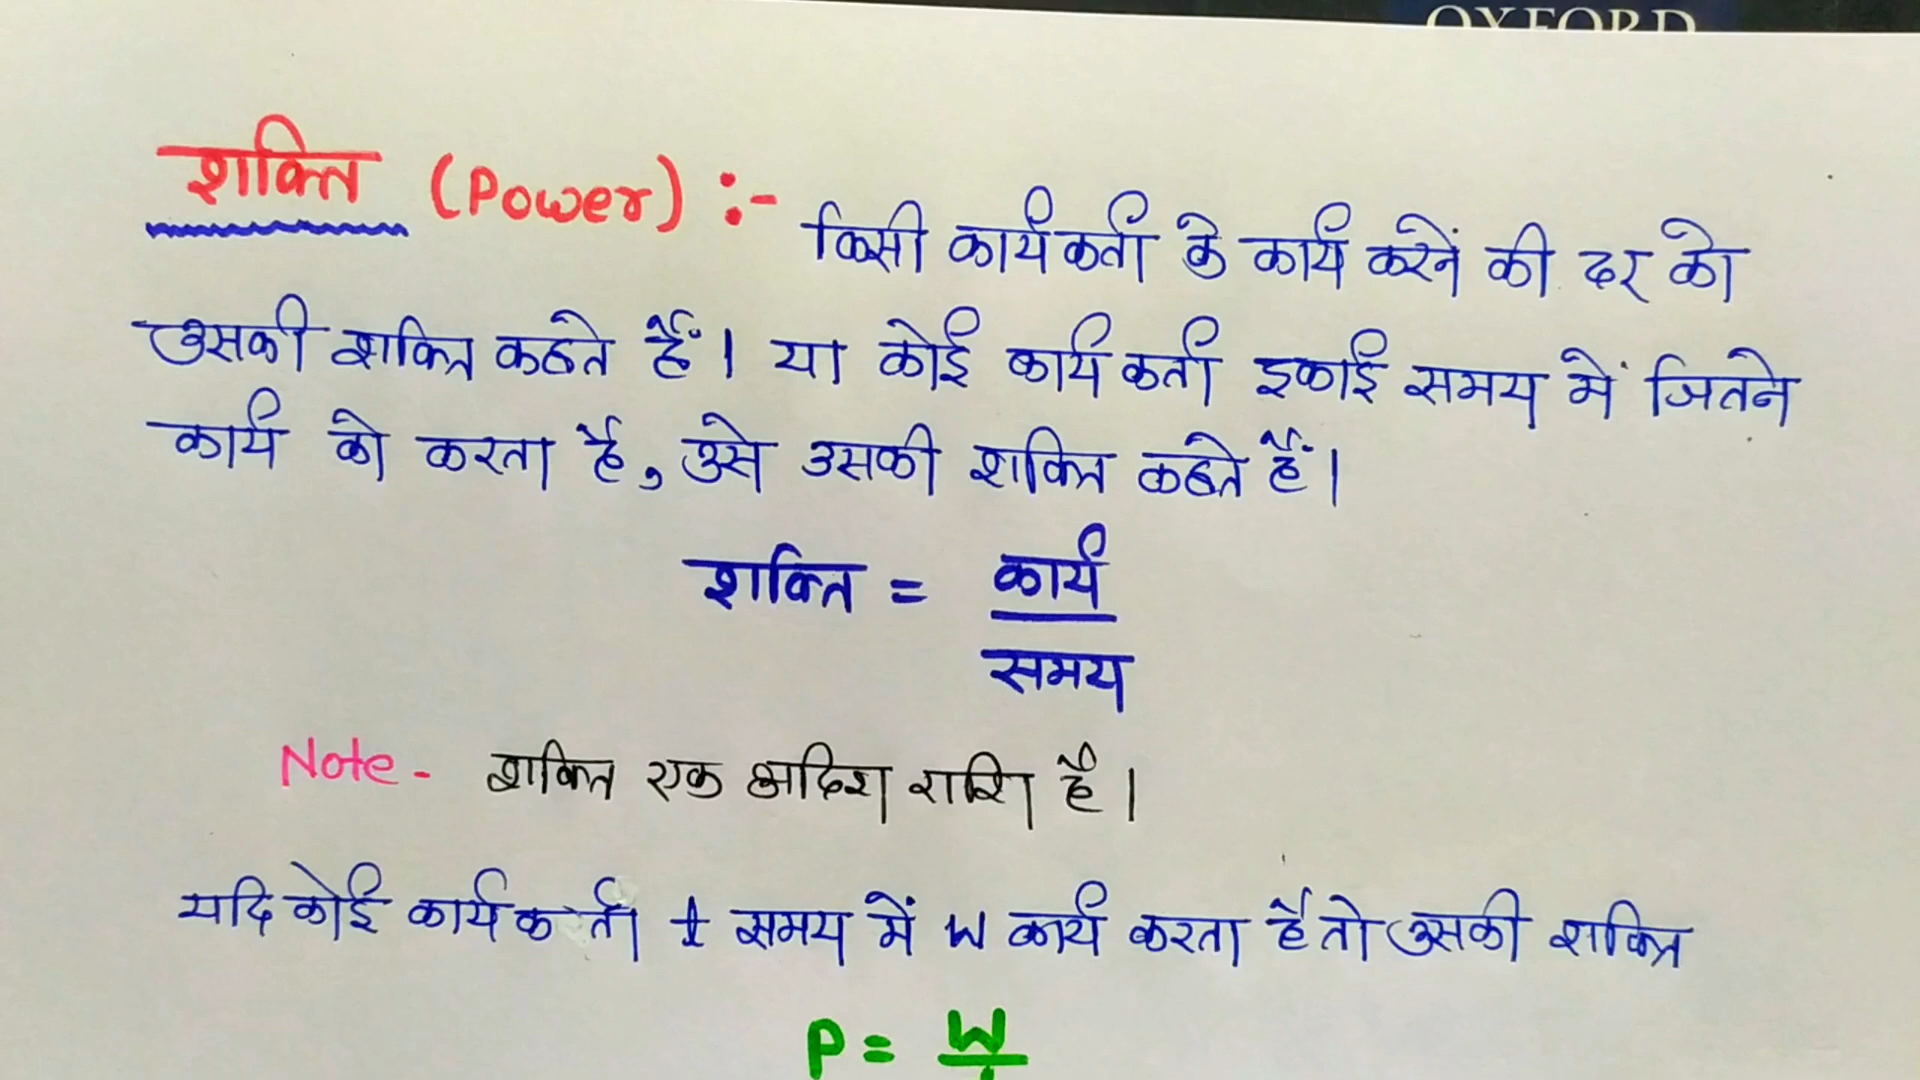 OXFORD
शक्ति (Power) :-
किसी कार्यकर्ता के कार्य करनें की दर को
उसकी शक्ति कहते हैं। या कोई कार्यकर्ता इकाई समय में जितने
कार्य को करता है, उसे उसकी शक्ति कहते हैं।
शक्ति = कार्य
समय
Note - शक्ति एक अदिश राशि है।
यदि कोई कार्यकर्ता t समय में W कार्य करता है तो उसकी शक्ति
P = W